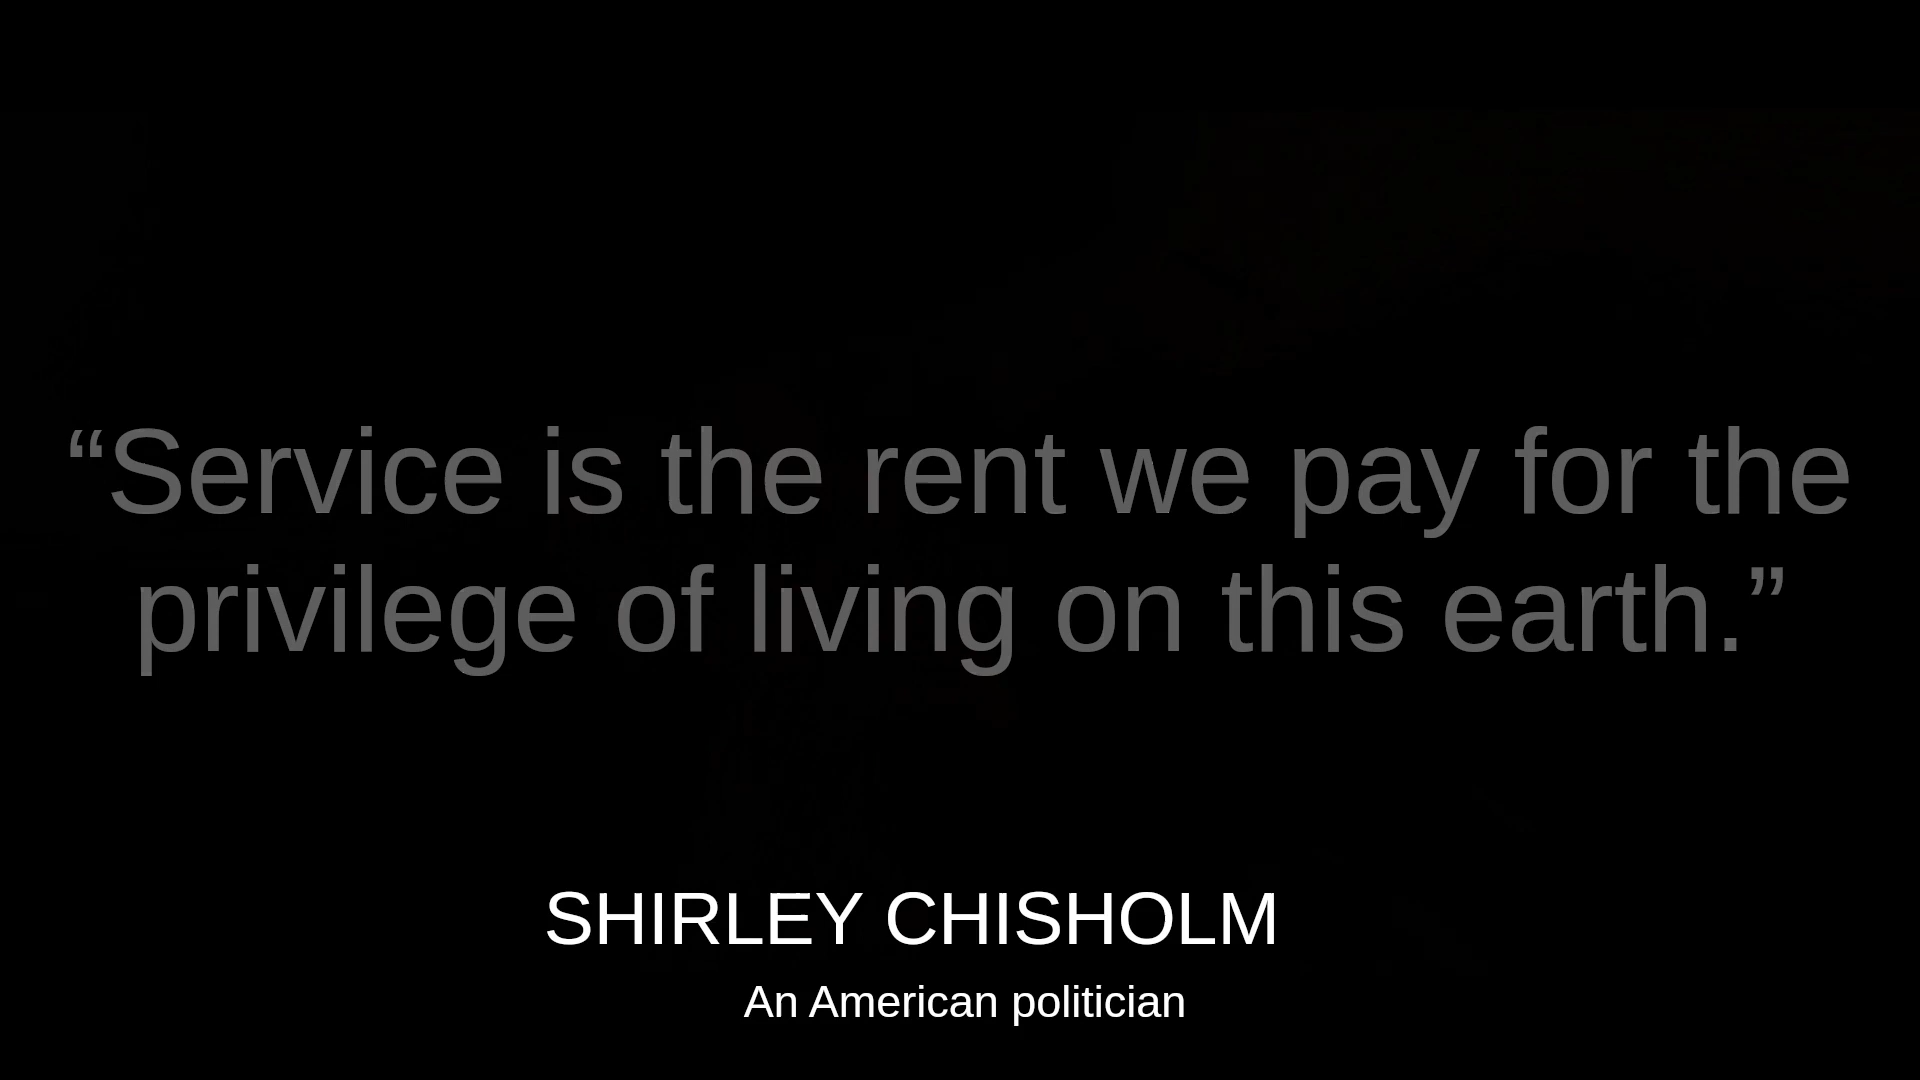 “Service is the rent we pay for the
privilege of living on this earth.”
SHIRLEY CHISHOLM
An American politician